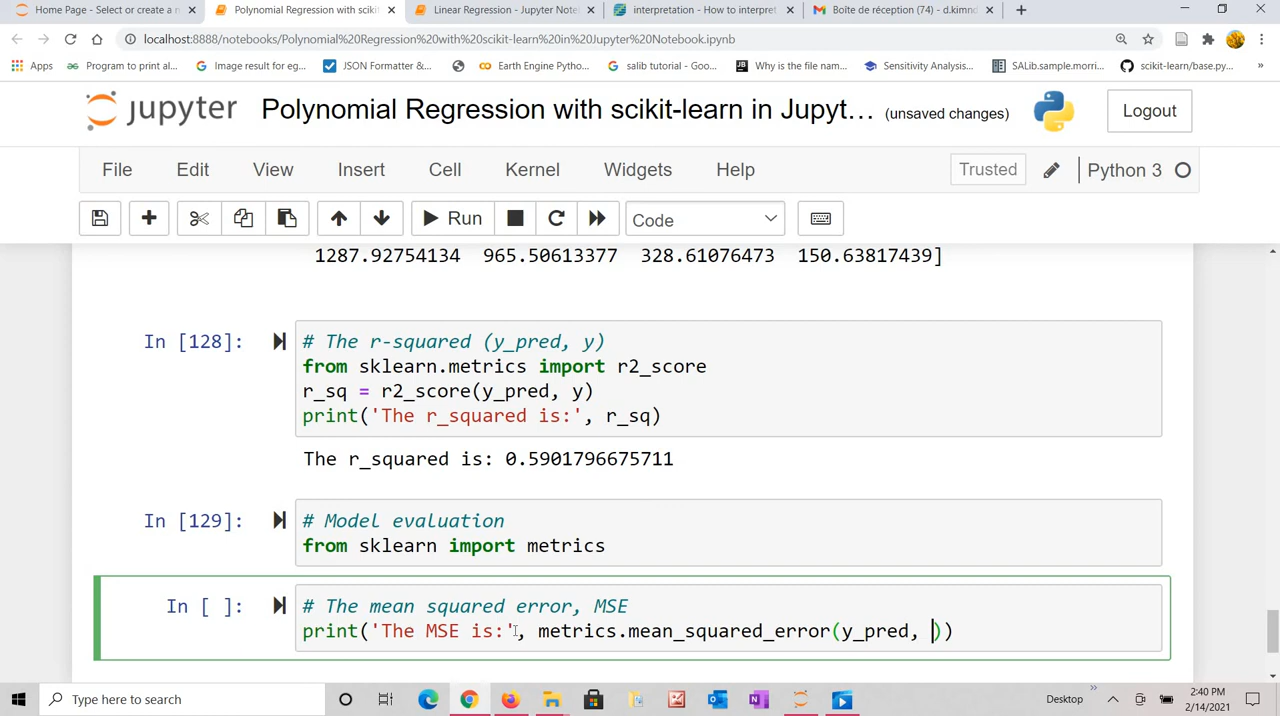 Home Page - Select or create a n
Polynomial Regression with scikit
Linear Regression - Jupyter Note
interpretation - How to interpret
Boîte de réception (74) - d.kimnd
localhost:8888/notebooks/Polynomial%20Regression%20with%20scikit-learn%20in%20Jupyter%20Notebook.ipynb
Apps
Program to print al...
Image result for eg...
JSON Formatter &...
Earth Engine Pytho...
salib tutorial - Goo...
Why is the file nam...
Sensitivity Analysis...
SALib.sample.morri...
scikit-learn/base.py...
»
jupyter
Polynomial Regression with scikit-learn in Jupyt... (unsaved changes)
Logout
File Edit View Insert Cell Kernel Widgets Help
Trusted
Python 3
Run
Code
1287.92754134 965.50613377 328.61076473 150.63817439]
In [128]:
# The r-squared (y_pred, y)
from sklearn.metrics import r2_score
r_sq = r2_score(y_pred, y)
print('The r_squared is:', r_sq)
The r_squared is: 0.5901796675711
In [129]:
# Model evaluation
from sklearn import metrics
In [ ]:
# The mean squared error, MSE
print('The MSE is:', metrics.mean_squared_error(y_pred, ))
Type here to search
Desktop
»
2:40 PM
2/14/2021